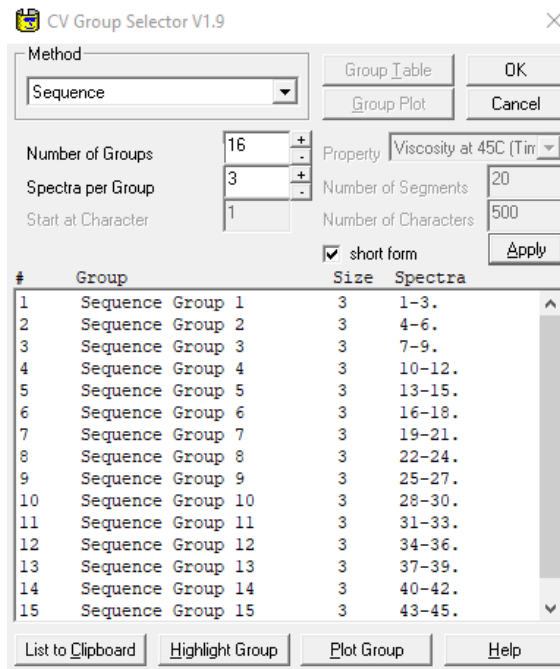 CV Group Selector V1.9
Method
Sequence
Group Table
OK
Group Plot
Cancel
Number of Groups
16
+
-
Property
Viscosity at 45C (Tim
Spectra per Group
3
+
-
Number of Segments
20
Start at Character
1
Number of Characters
500
short form
Apply
# Group Size Spectra
1 Sequence Group 1 3 1-3.
2 Sequence Group 2 3 4-6.
3 Sequence Group 3 3 7-9.
4 Sequence Group 4 3 10-12.
5 Sequence Group 5 3 13-15.
6 Sequence Group 6 3 16-18.
7 Sequence Group 7 3 19-21.
8 Sequence Group 8 3 22-24.
9 Sequence Group 9 3 25-27.
10 Sequence Group 10 3 28-30.
11 Sequence Group 11 3 31-33.
12 Sequence Group 12 3 34-36.
13 Sequence Group 13 3 37-39.
14 Sequence Group 14 3 40-42.
15 Sequence Group 15 3 43-45.
List to Clipboard
Highlight Group
Plot Group
Help